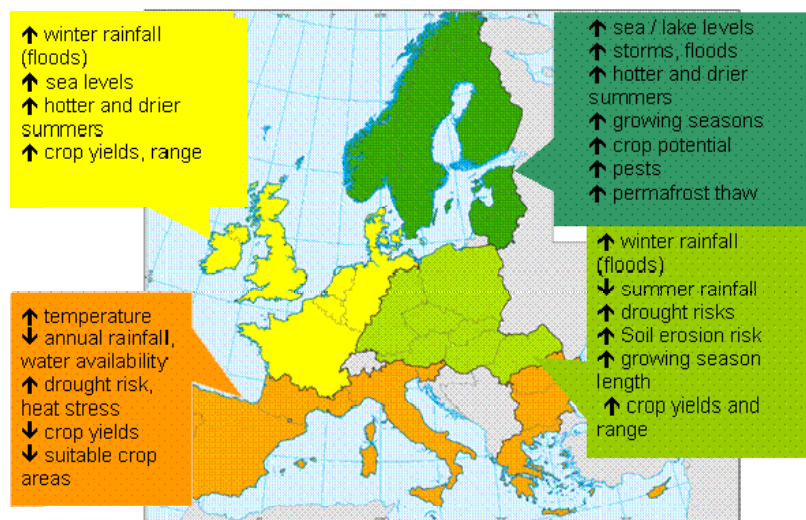 ↑ winter rainfall
(floods)
↑ sea levels
↑ hotter and drier
summers
↑ crop yields, range
↑ sea / lake levels
↑ storms, floods
↑ hotter and drier
summers
↑ growing seasons
↑ crop potential
↑ pests
↑ permafrost thaw
↑ temperature
↓ annual rainfall,
water availability
↑ drought risk,
heat stress
↓ crop yields
↓ suitable crop
areas
↑ winter rainfall
(floods)
↓ summer rainfall
↑ drought risks
↑ Soil erosion risk
↑ growing season
length
↑ crop yields and
range